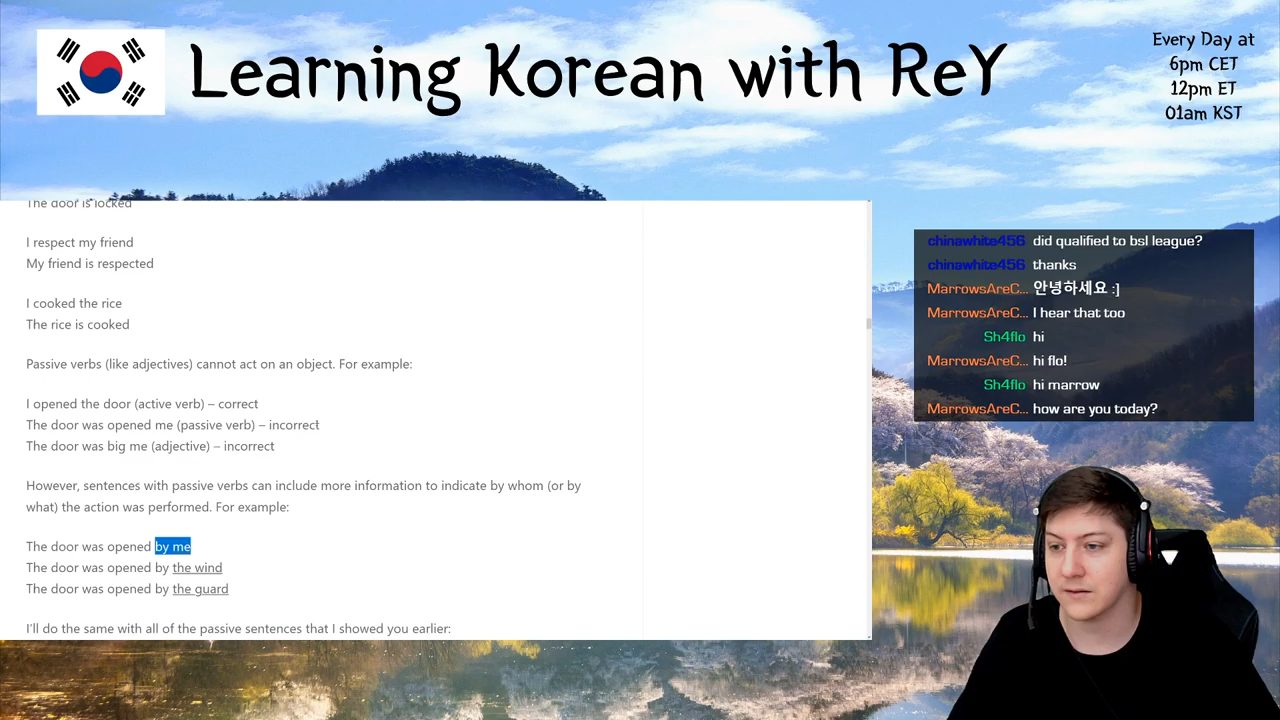 Learning Korean with ReY
Every Day at
6pm CET
12pm ET
01am KST
The door is locked
I respect my friend
My friend is respected
I cooked the rice
The rice is cooked
Passive verbs (like adjectives) cannot act on an object. For example:
I opened the door (active verb) – correct
The door was opened me (passive verb) – incorrect
The door was big me (adjective) – incorrect
However, sentences with passive verbs can include more information to indicate by whom (or by
what) the action was performed. For example:
The door was opened by me
The door was opened by the wind
The door was opened by the guard
I'll do the same with all of the passive sentences that I showed you earlier:
chinawhite456 did qualified to bsl league?
chinawhite456 thanks
MarrowsAreC... 안녕하세요 :]
MarrowsAreC... I hear that too
Sh4flo hi
MarrowsAreC... hi flo!
Sh4flo hi marrow
MarrowsAreC... how are you today?